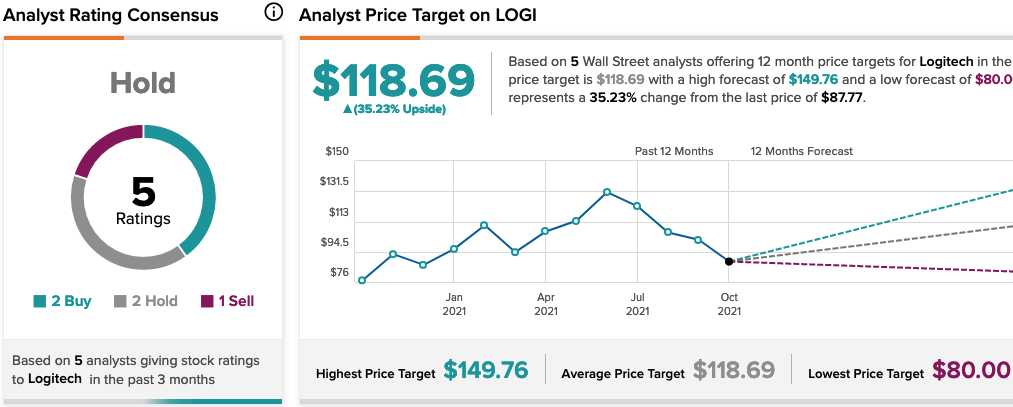 Analyst Rating Consensus
Analyst Price Target on LOGI
Hold
5
Ratings
2 Buy
2 Hold
1 Sell
Based on 5 analysts giving stock ratings
to Logitech in the past 3 months
$118.69
▲(35.23% Upside)
Based on 5 Wall Street analysts offering 12 month price targets for Logitech in the
price target is $118.69 with a high forecast of $149.76 and a low forecast of $80.0
represents a 35.23% change from the last price of $87.77.
Past 12 Months
12 Months Forecast
$150
$131.5
$113
$94.5
$76
Jan
2021
Apr
2021
Jul
2021
Oct
2021
Highest Price Target $149.76
Average Price Target $118.69
Lowest Price Target $80.00